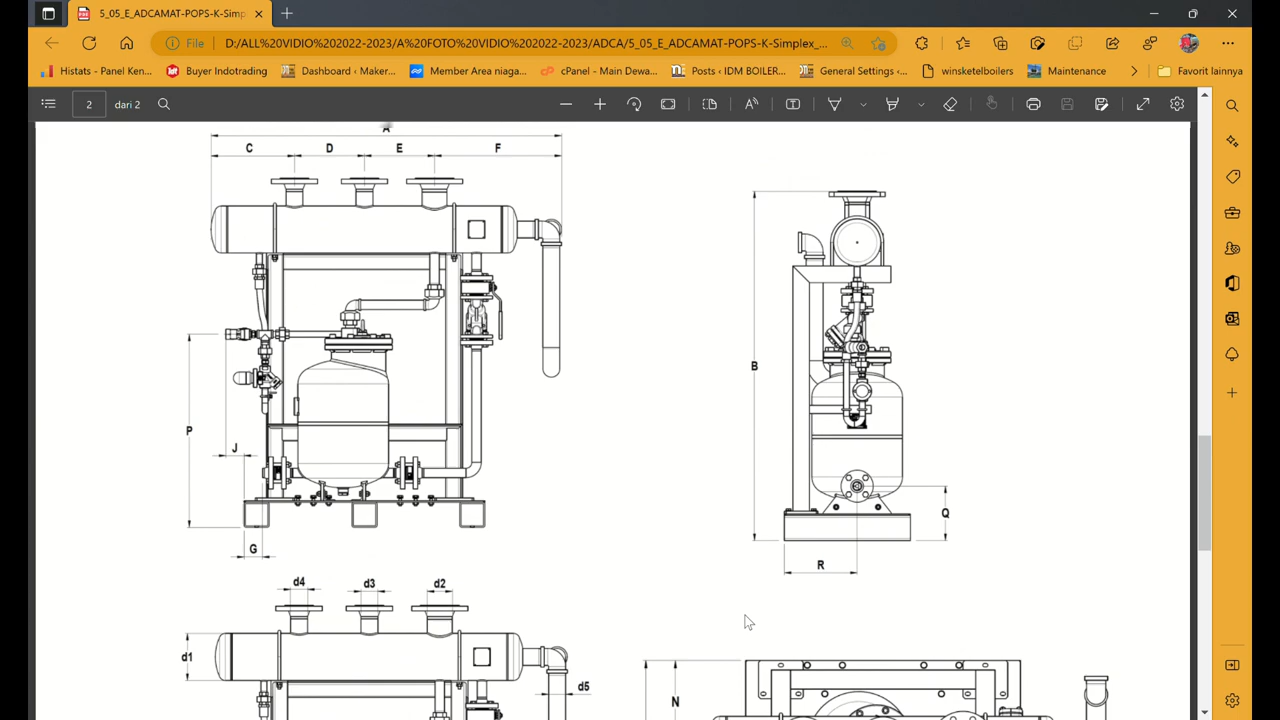 5_05_E_ADCAMAT-POPS-K-Simp
File
D:/ALL%20VIDIO%202022-2023/A%20FOTO%20VIDIO%202022-2023/ADCA/5_05_E_ADCAMAT-POPS-K-Simplex_...
Histats - Panel Ken...
Buyer Indotrading
Dashboard ‹ Maker...
Member Area niaga...
cPanel - Main Dewa...
Posts ‹ IDM BOILER...
General Settings ‹...
winsketelboilers
Maintenance
Favorit lainnya
2
dari 2
A
C D E F
B
P
J
Q
G
R
d4 d3 d2
d1
d5
N